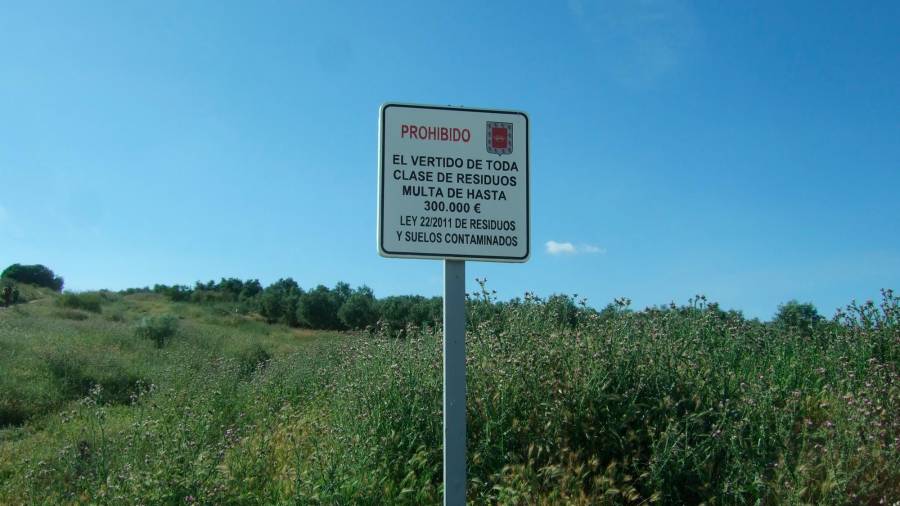 PROHIBIDO
EL VERTIDO DE TODA
CLASE DE RESIDUOS
MULTA DE HASTA
300.000 €
LEY 22/2011 DE RESIDUOS
Y SUELOS CONTAMINADOS